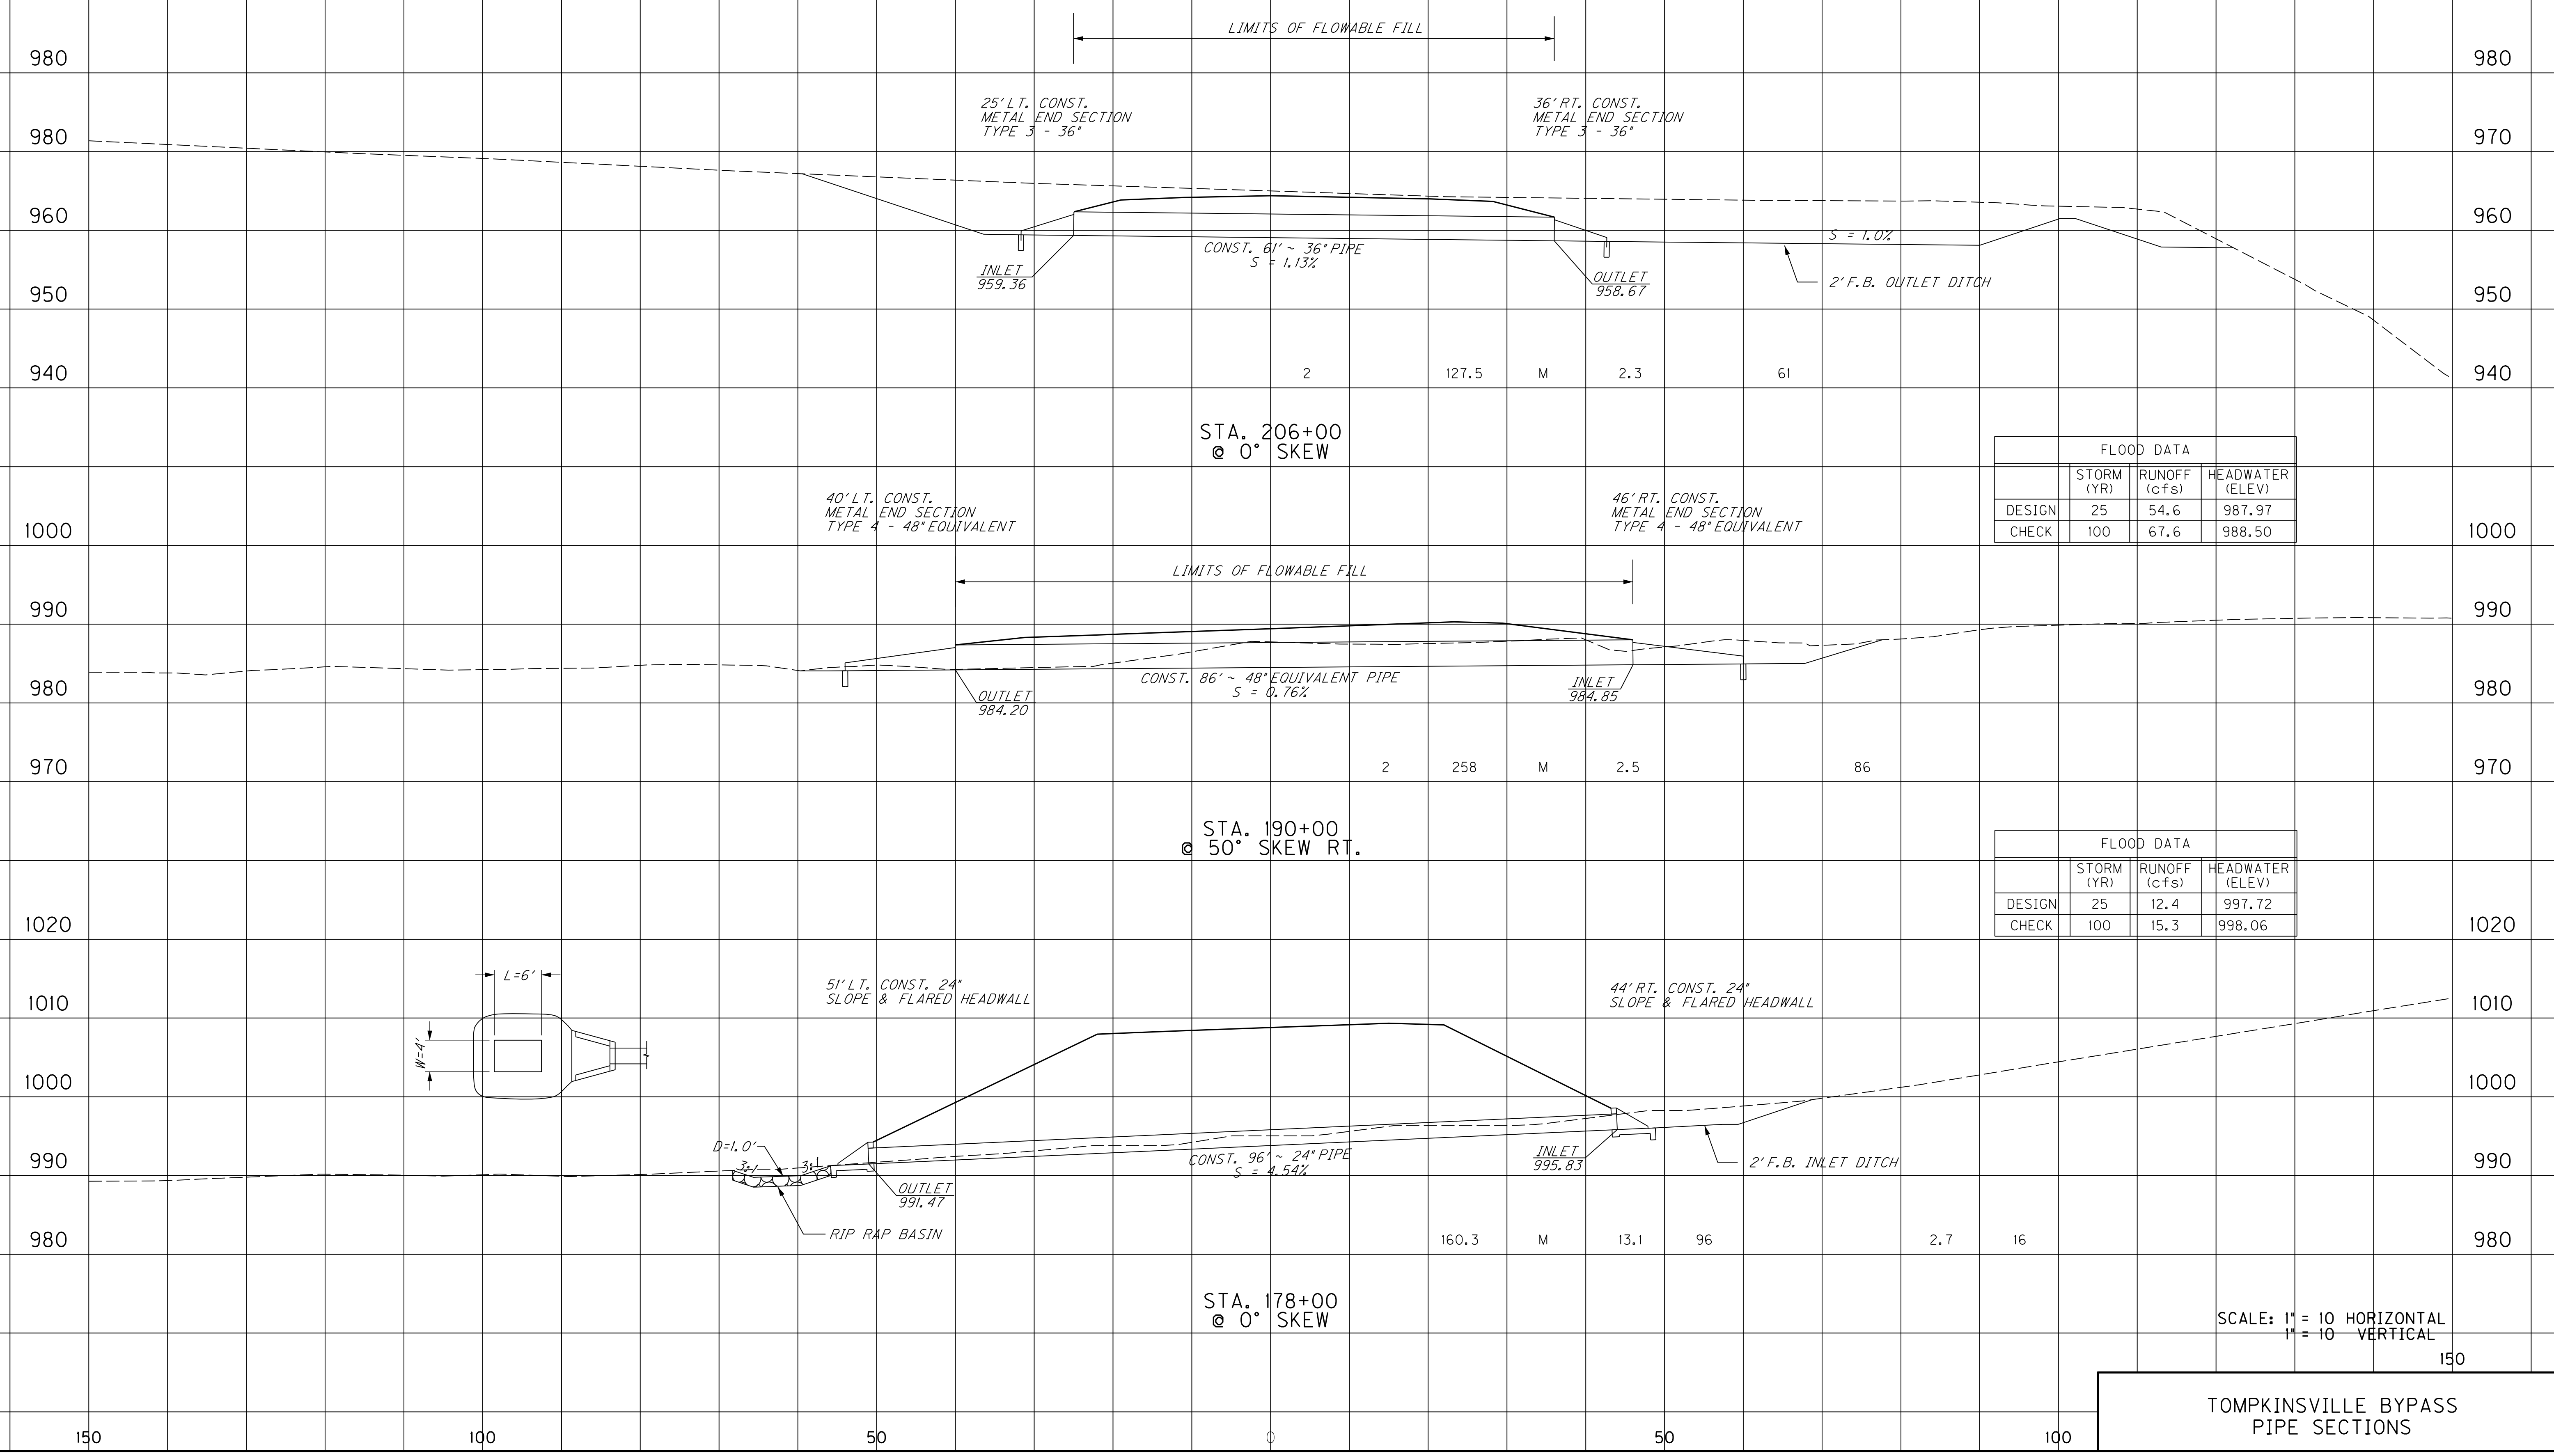 LIMITS OF FLOWABLE FILL
980 980
25' LT. CONST.
METAL END SECTION
TYPE 3 - 36"
36' RT. CONST.
METAL END SECTION
TYPE 3 - 36"
980 970
960 960
S = 1.0%
CONST. 61' ~ 36" PIPE
S = 1.13%
INLET
959.36
OUTLET
958.67
2' F.B. OUTLET DITCH
950 950
940 2 127.5 M 2.3 61 940
STA. 206+00
@ 0° SKEW
FLOOD DATA
STORM (YR) RUNOFF (cfs) HEADWATER (ELEV)
DESIGN 25 54.6 987.97
CHECK 100 67.6 988.50
40' LT. CONST.
METAL END SECTION
TYPE 4 - 48" EQUIVALENT
46' RT. CONST.
METAL END SECTION
TYPE 4 - 48" EQUIVALENT
1000 1000
LIMITS OF FLOWABLE FILL
990 990
980 980
CONST. 86' ~ 48" EQUIVALENT PIPE
S = 0.76%
OUTLET
984.20
INLET
984.85
970 2 258 M 2.5 86 970
STA. 190+00
@ 50° SKEW RT.
FLOOD DATA
STORM (YR) RUNOFF (cfs) HEADWATER (ELEV)
DESIGN 25 12.4 997.72
CHECK 100 15.3 998.06
1020 1020
L=6'
W=4'
51' LT. CONST. 24"
SLOPE & FLARED HEADWALL
44' RT. CONST. 24"
SLOPE & FLARED HEADWALL
1010 1010
1000 1000
D=1.0'
3:1 3:1
990 990
CONST. 96' ~ 24" PIPE
S = 4.54%
INLET
995.83
2' F.B. INLET DITCH
OUTLET
991.47
RIP RAP BASIN
980 160.3 M 13.1 96 2.7 16 980
STA. 178+00
@ 0° SKEW
SCALE: 1" = 10 HORIZONTAL
1" = 10 VERTICAL
150
TOMPKINSVILLE BYPASS
PIPE SECTIONS
150 100 50 0 50 100